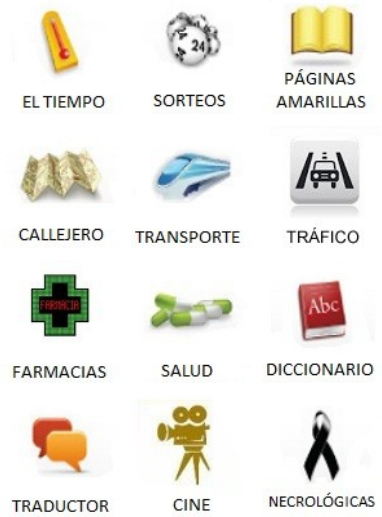 24
EL TIEMPO
SORTEOS
PÁGINAS
AMARILLAS
CALLEJERO
TRANSPORTE
TRÁFICO
FARMACIA
FARMACIAS
SALUD
Abc
DICCIONARIO
TRADUCTOR
CINE
NECROLÓGICAS